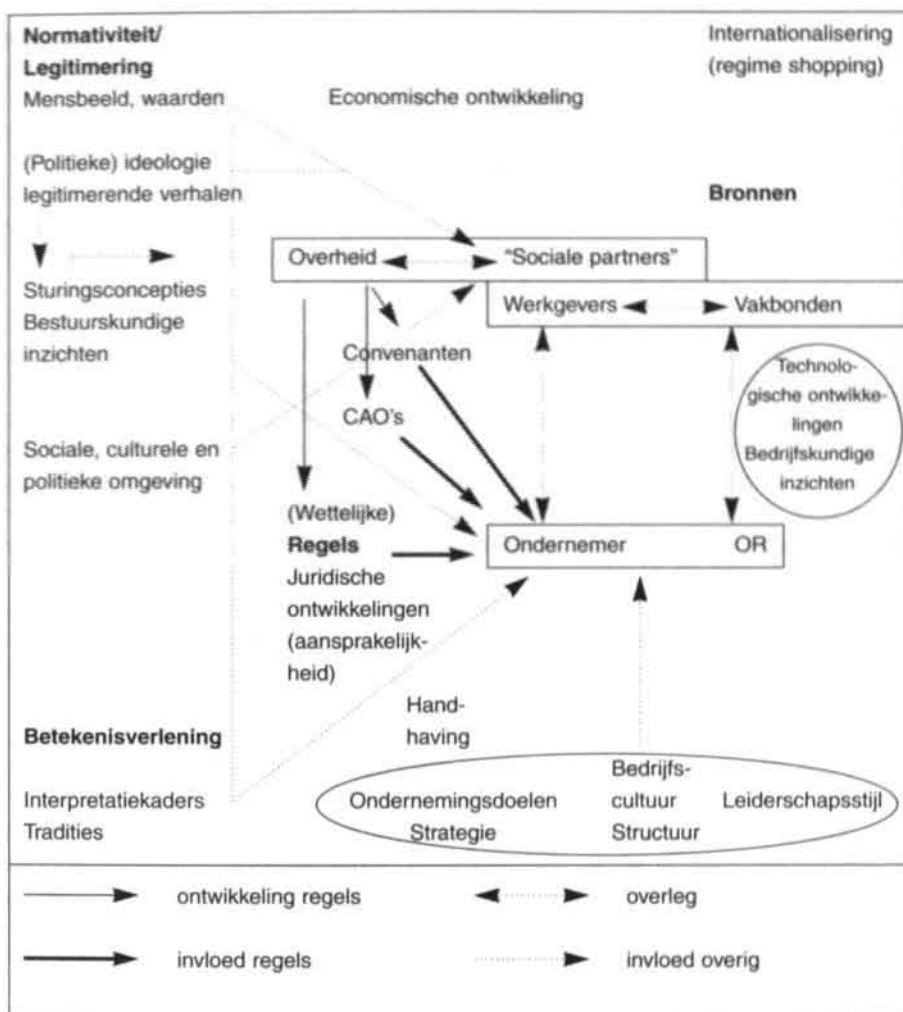 Normativiteit/
Legitimering
Mensbeeld, waarden
Internationalisering
(regime shopping)
Economische ontwikkeling
(Politieke) ideologie
legitimerende verhalen
Bronnen
Overheid
"Sociale partners"
Sturingsconcepties
Bestuurskundige
inzichten
Werkgevers
Vakbonden
Convenanten
CAO's
Technolo-
gische ontwikke-
lingen
Bedrijfskundige
inzichten
Sociale, culturele en
politieke omgeving
(Wettelijke)
Regels
Juridische
ontwikkelingen
(aansprakelijk-
heid)
Ondernemer
OR
Hand-
having
Betekenisverlening
Interpretatiekaders
Tradities
Ondernemingsdoelen
Strategie
Bedrijfs-
cultuur
Structuur
Leiderschapsstijl
ontwikkeling regels
overleg
invloed regels
invloed overig